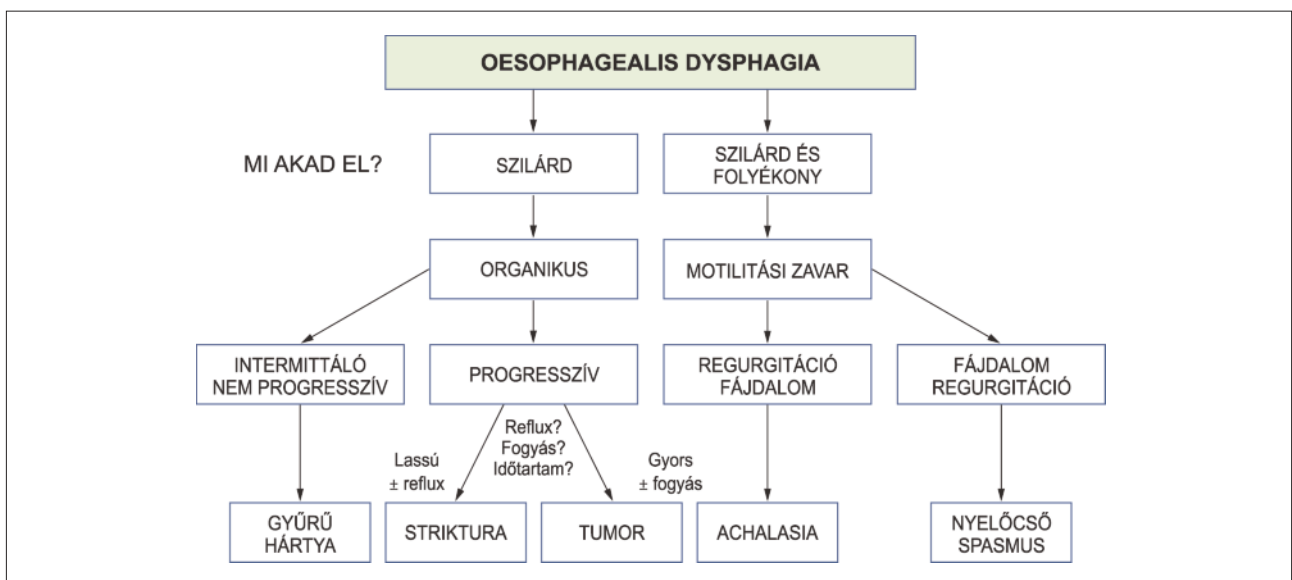 OESOPHAGEALIS DYSPHAGIA
MI AKAD EL?
SZILÁRD
SZILÁRD ÉS
FOLYÉKONY
ORGANIKUS
MOTILITÁSI ZAVAR
INTERMITTÁLÓ
NEM PROGRESSZÍV
PROGRESSZÍV
REGURGITÁCIÓ
FÁJDALOM
FÁJDALOM
REGURGITÁCIÓ
Lassú
± reflux
Reflux?
Fogyás?
Időtartam?
Gyors
± fogyás
GYŰRŰ
HÁRTYA
STRIKTURA
TUMOR
ACHALASIA
NYELŐCSŐ
SPASMUS